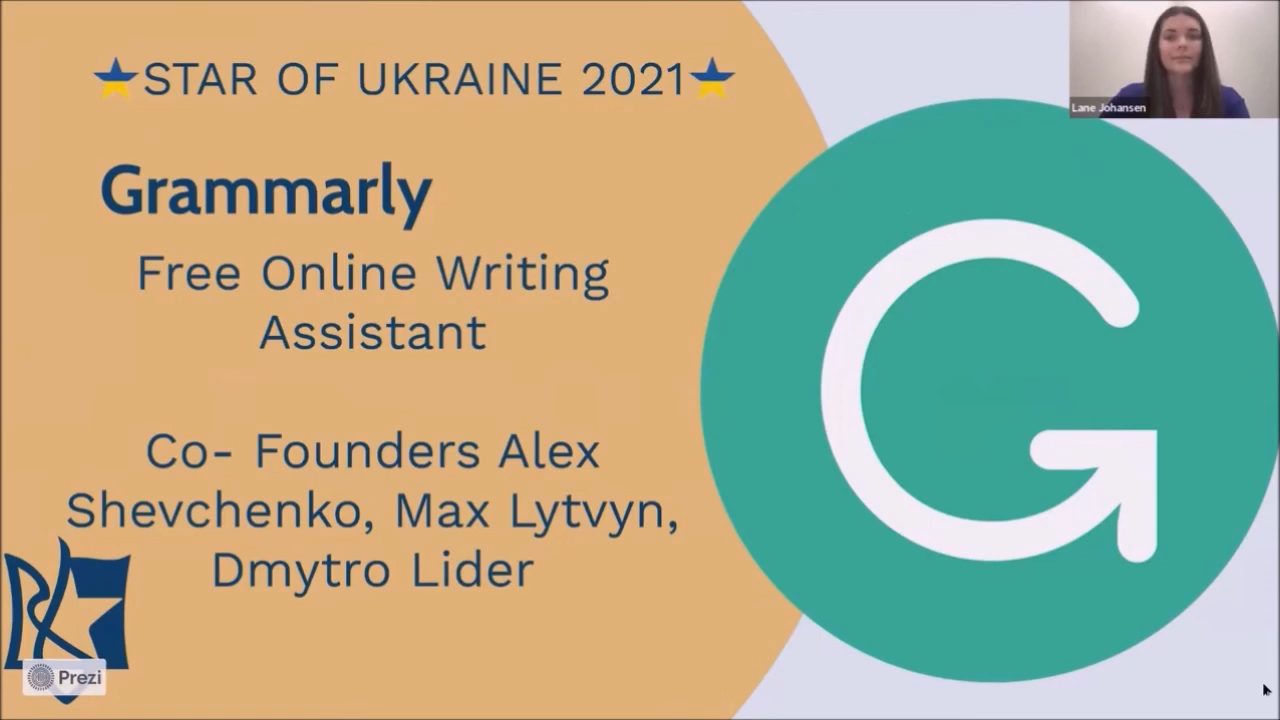 STAR OF UKRAINE 2021
Lane Johansen
Grammarly
Free Online Writing
Assistant
Co- Founders Alex
Shevchenko, Max Lytvyn,
Dmytro Lider
Prezi